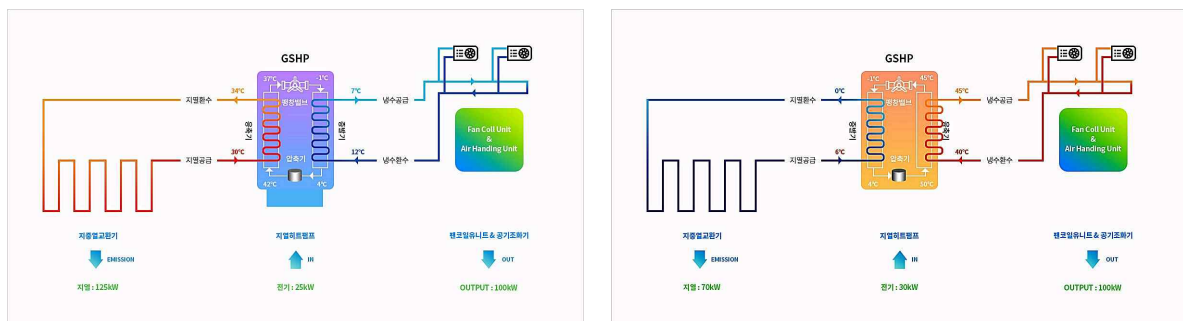 GSHP
37℃
-1℃
팽창밸브
34℃
7℃
지열환수
냉수공급
응축기
증발기
Fan Coil Unit
&
Air Handing Unit
지열공급
30℃
압축기
12℃
냉수환수
42℃
4℃
지중열교환기
지열히트펌프
팬코일유니트 & 공기조화기
EMISSION
IN
OUT
지열 : 125kW
전기 : 25kW
OUTPUT : 100kW
GSHP
-1℃
45℃
팽창밸브
0℃
45℃
지열환수
냉수공급
증발기
응축기
Fan Coil Unit
&
Air Handing Unit
지열공급
6℃
압축기
40℃
냉수환수
4℃
지중열교환기
지열히트펌프
팬코일유니트 & 공기조화기
EMISSION
IN
OUT
지열 : 70kW
전기 : 30kW
OUTPUT : 100kW